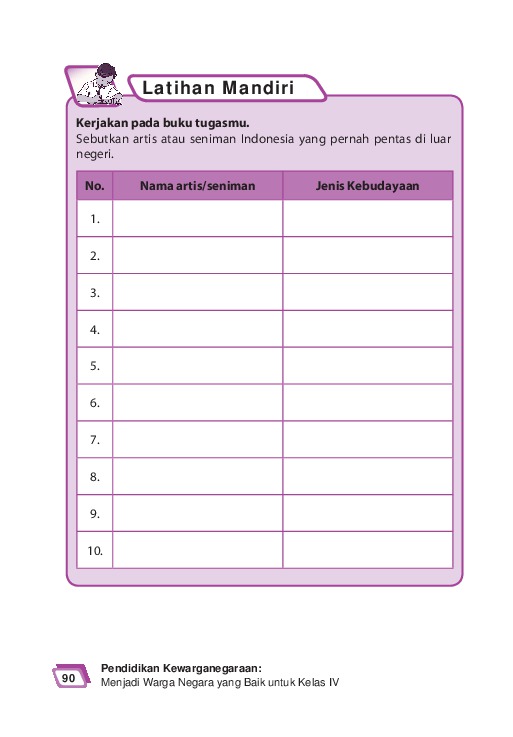 Latihan Mandiri
Kerjakan pada buku tugasmu.
Sebutkan artis atau seniman Indonesia yang pernah pentas di luar
negeri.
No. Nama artis/seniman Jenis Kebudayaan
1.
2.
3.
4.
5.
6.
7.
8.
9.
10.
90
Pendidikan Kewarganegaraan:
Menjadi Warga Negara yang Baik untuk Kelas IV